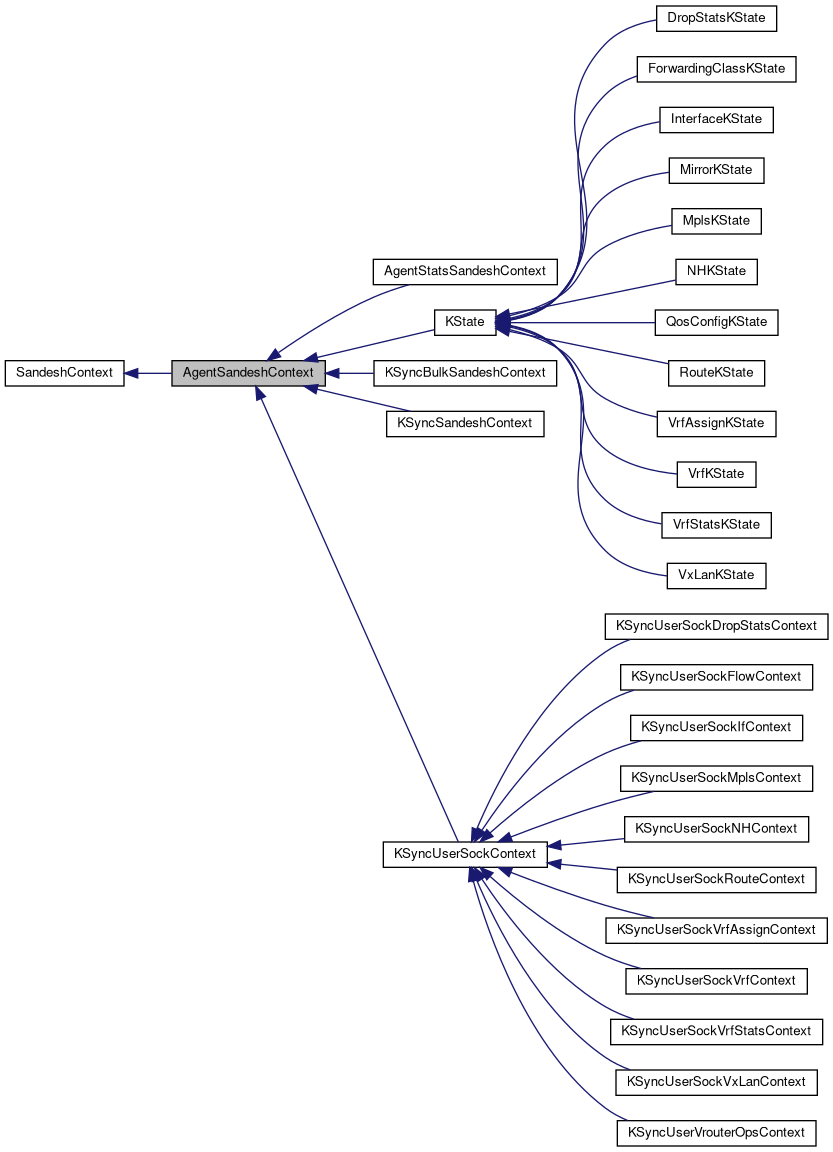 DropStatsKState
ForwardingClassKState
InterfaceKState
MirrorKState
MplsKState
AgentStatsSandeshContext
NHKState
KState
QosConfigKState
SandeshContext
AgentSandeshContext
KSyncBulkSandeshContext
RouteKState
KSyncSandeshContext
VrfAssignKState
VrfKState
VrfStatsKState
VxLanKState
KSyncUserSockDropStatsContext
KSyncUserSockFlowContext
KSyncUserSockIfContext
KSyncUserSockMplsContext
KSyncUserSockNHContext
KSyncUserSockContext
KSyncUserSockRouteContext
KSyncUserSockVrfAssignContext
KSyncUserSockVrfContext
KSyncUserSockVrfStatsContext
KSyncUserSockVxLanContext
KSyncUserVrouterOpsContext